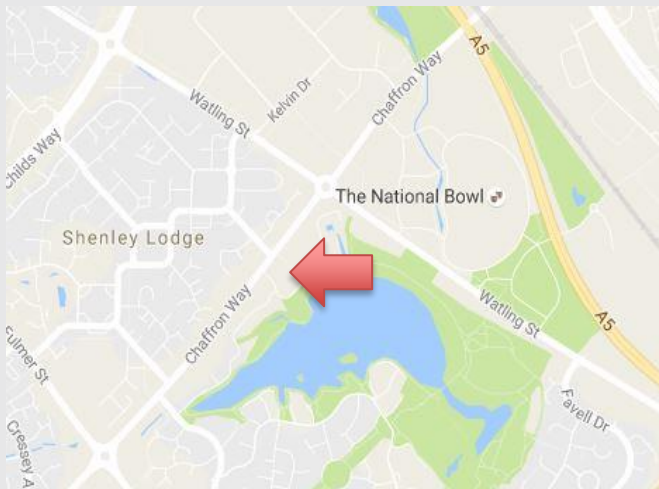 A5
Chaffron Way
Kelvin Dr
Watling St
Childs Way
The National Bowl
Shenley Lodge
Chaffron Way
Watling St
A5
Fulmer St
Favell Dr
Cressey A